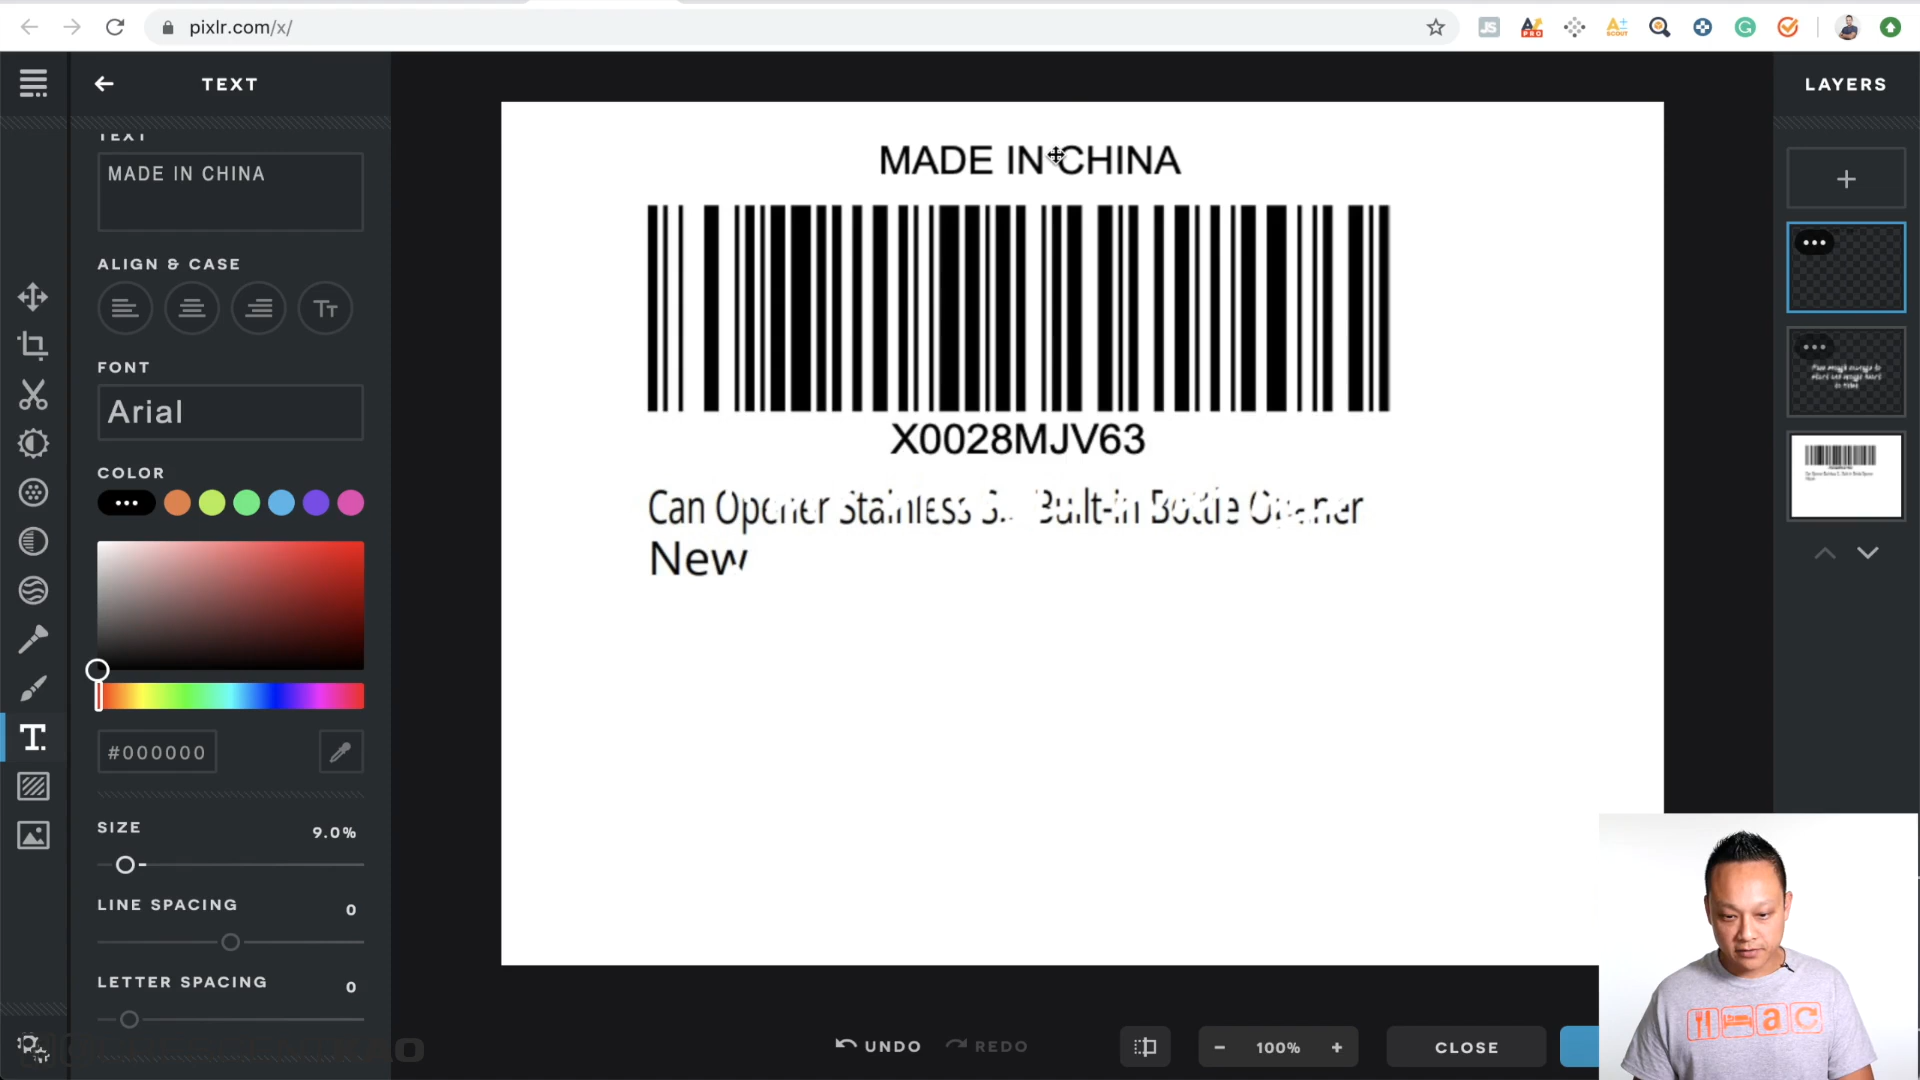 pixlr.com/x/
TEXT
LAYERS
TEXT
MADE IN CHINA
ALIGN & CASE
FONT
Arial
COLOR
#000000
SIZE
9.0%
LINE SPACING
0
LETTER SPACING
0
MADE IN CHINA
X0028MJV63
Can Opener Stainless S... Built-in Bottle Opener
New
UNDO
REDO
100%
CLOSE